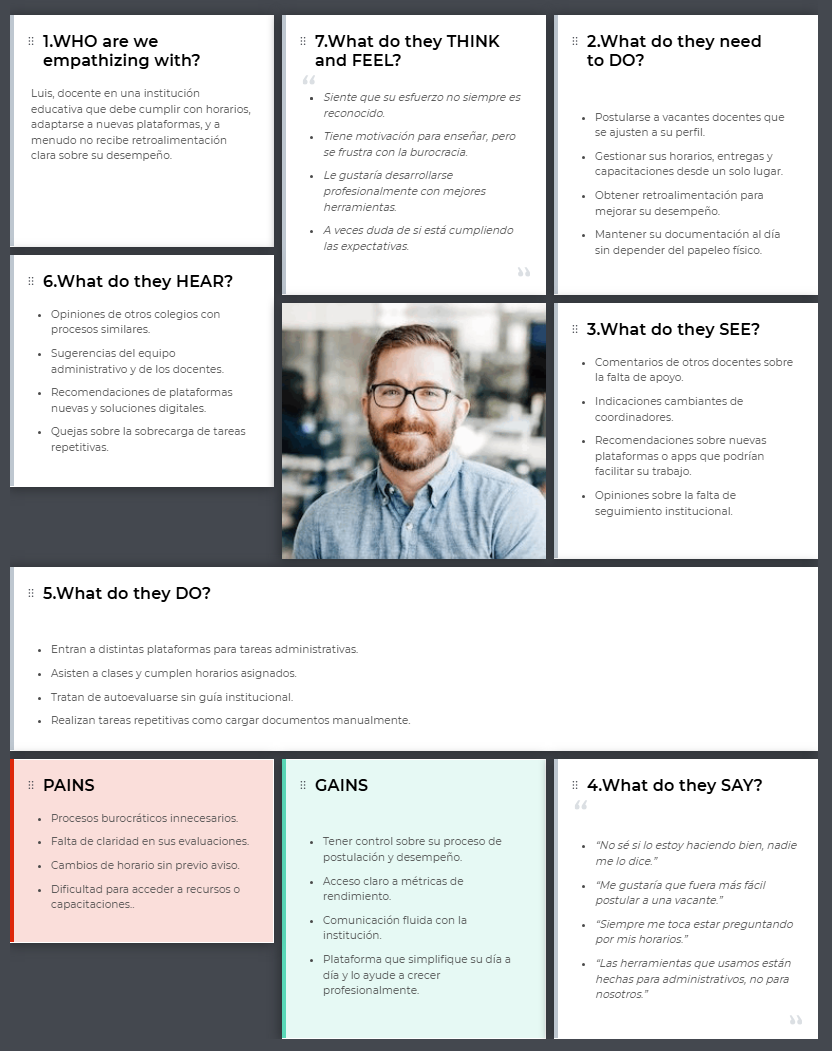 1.WHO are we
empathizing with?
Luis, docente en una institución
educativa que debe cumplir con horarios,
adaptarse a nuevas plataformas, y a
menudo no recibe retroalimentación
clara sobre su desempeño.
7.What do they THINK
and FEEL?
“
• Siente que su esfuerzo no siempre es
reconocido.
• Tiene motivación para enseñar, pero
se frustra con la burocracia.
• Le gustaría desarrollarse
profesionalmente con mejores
herramientas.
• A veces duda de si está cumpliendo
las expectativas.
”
2.What do they need
to DO?
• Postularse a vacantes docentes que
se ajusten a su perfil.
• Gestionar sus horarios, entregas y
capacitaciones desde un solo lugar.
• Obtener retroalimentación para
mejorar su desempeño.
• Mantener su documentación al día
sin depender del papeleo físico.
6.What do they HEAR?
• Opiniones de otros colegios con
procesos similares.
• Sugerencias del equipo
administrativo y de los docentes.
• Recomendaciones de plataformas
nuevas y soluciones digitales.
• Quejas sobre la sobrecarga de tareas
repetitivas.
3.What do they SEE?
• Comentarios de otros docentes sobre
la falta de apoyo.
• Indicaciones cambiantes de
coordinadores.
• Recomendaciones sobre nuevas
plataformas o apps que podrían
facilitar su trabajo.
• Opiniones sobre la falta de
seguimiento institucional.
5.What do they DO?
• Entran a distintas plataformas para tareas administrativas.
• Asisten a clases y cumplen horarios asignados.
• Tratan de autoevaluarse sin guía institucional.
• Realizan tareas repetitivas como cargar documentos manualmente.
PAINS
• Procesos burocráticos innecesarios.
• Falta de claridad en sus evaluaciones.
• Cambios de horario sin previo aviso.
• Dificultad para acceder a recursos o
capacitaciones..
GAINS
• Tener control sobre su proceso de
postulación y desempeño.
• Acceso claro a métricas de
rendimiento.
• Comunicación fluida con la
institución.
• Plataforma que simplifique su día a
día y lo ayude a crecer
profesionalmente.
4.What do they SAY?
“
• “No sé si lo estoy haciendo bien, nadie
me lo dice.”
• “Me gustaría que fuera más fácil
postular a una vacante.”
• “Siempre me toca estar preguntando
por mis horarios.”
• “Las herramientas que usamos están
hechas para administrativos, no para
nosotros.”
”